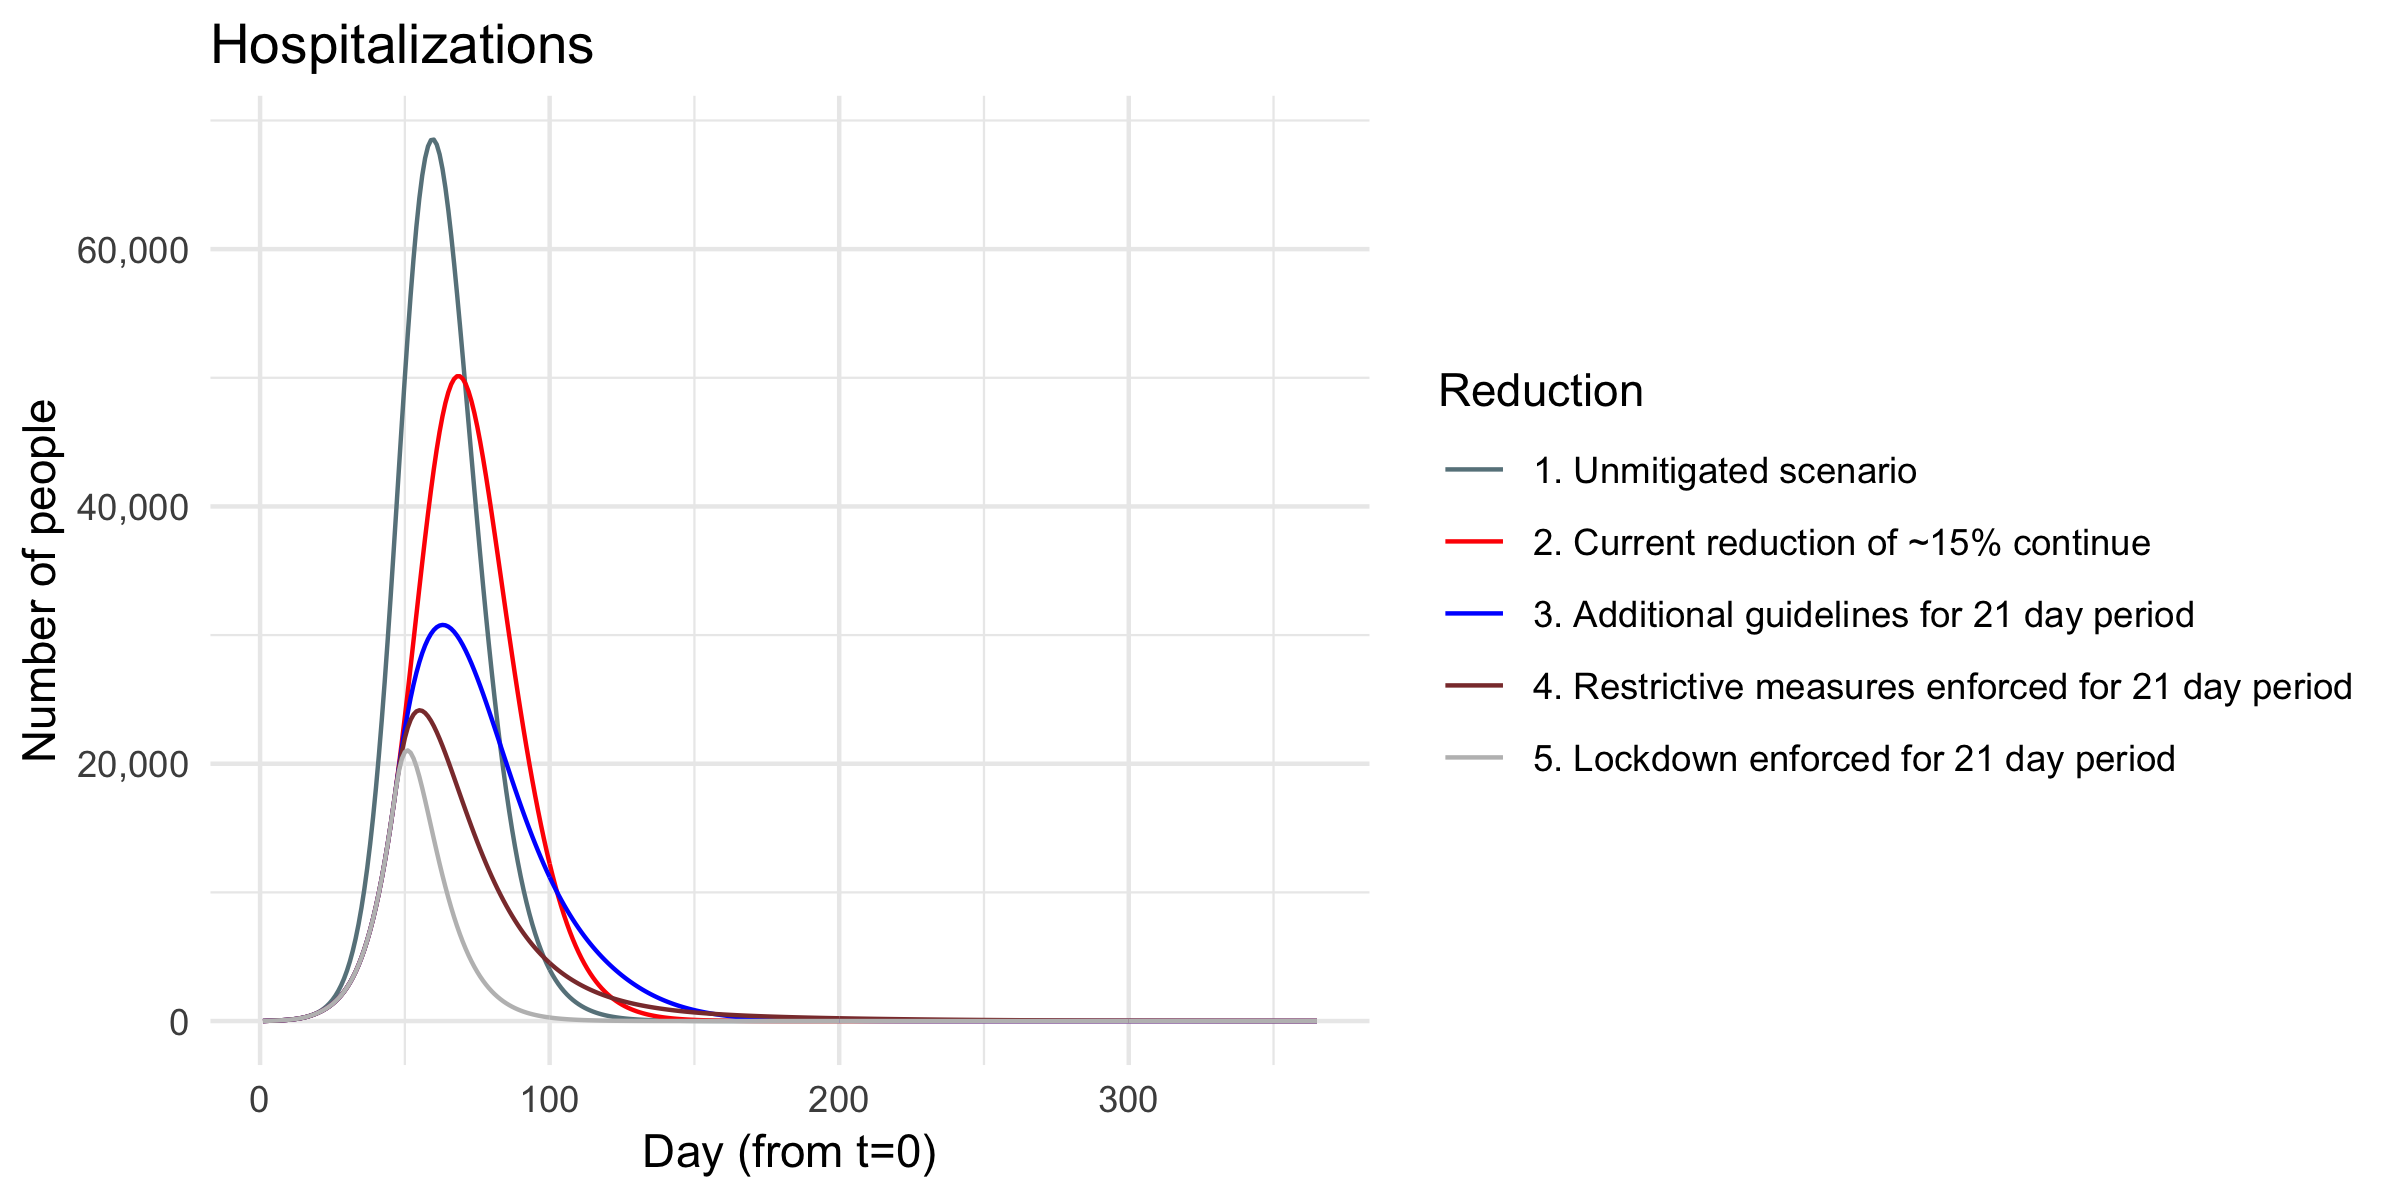 Hospitalizations
Number of people
60,000
40,000
20,000
0
0 100 200 300
Day (from t=0)
Reduction
1. Unmitigated scenario
2. Current reduction of ~15% continue
3. Additional guidelines for 21 day period
4. Restrictive measures enforced for 21 day period
5. Lockdown enforced for 21 day period